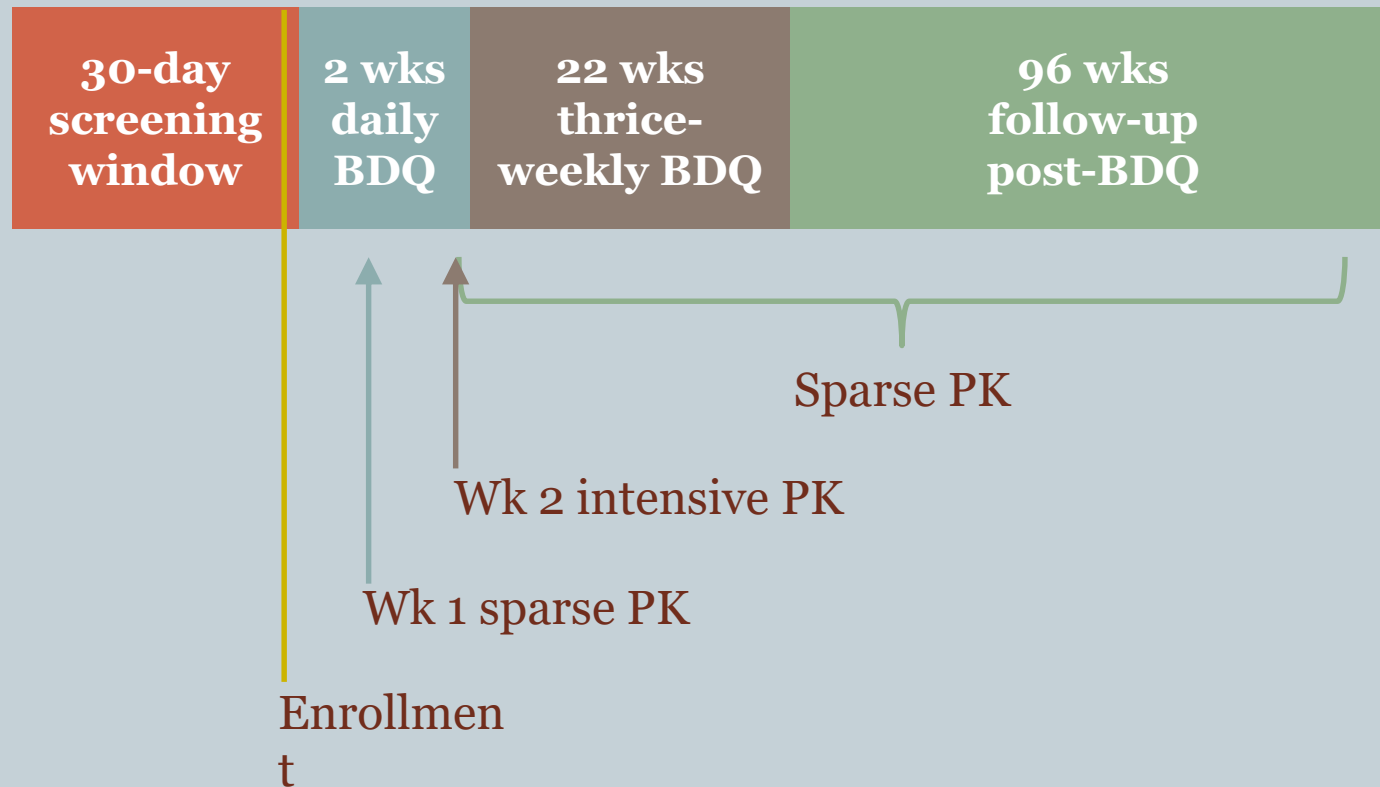 30-day
screening
window
2 wks
daily
BDQ
22 wks
thrice-
weekly BDQ
96 wks
follow-up
post-BDQ
Sparse PK
Wk 2 intensive PK
Wk 1 sparse PK
Enrollmen
t